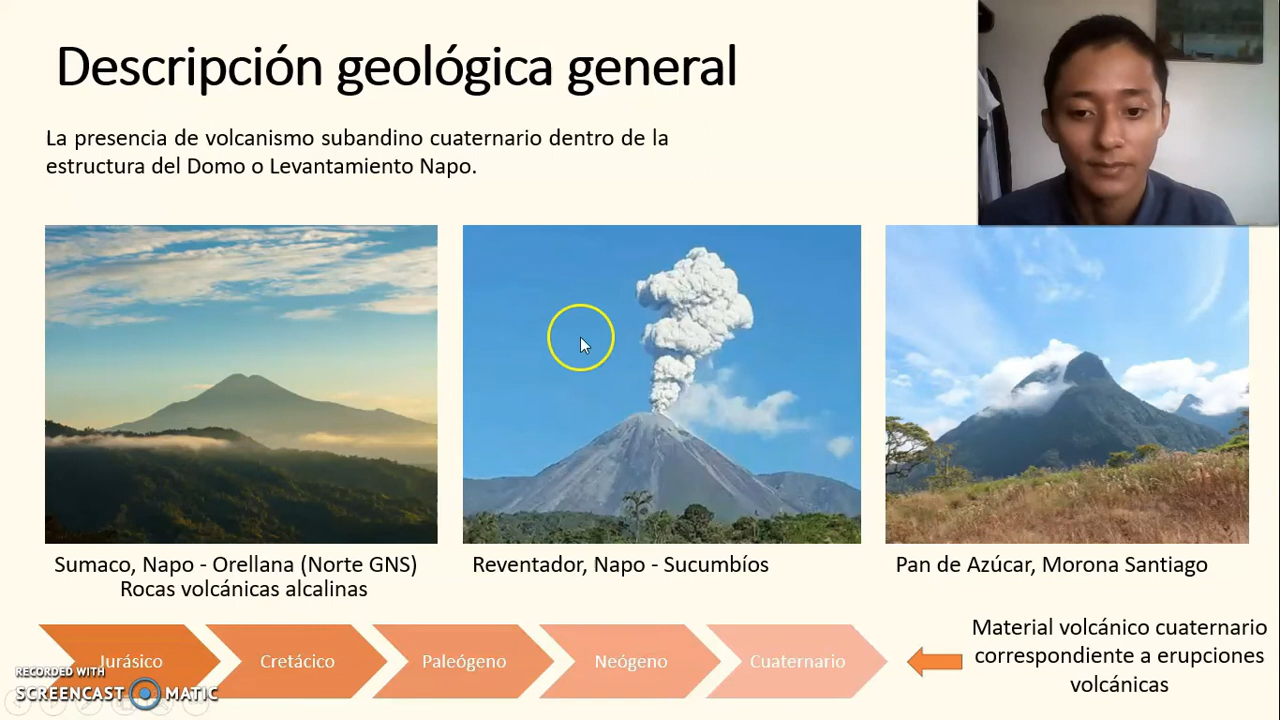 Descripción geológica general
La presencia de volcanismo subandino cuaternario dentro de la
estructura del Domo o Levantamiento Napo.
Sumaco, Napo - Orellana (Norte GNS)
Rocas volcánicas alcalinas
Reventador, Napo - Sucumbíos
Pan de Azúcar, Morona Santiago
Jurásico
Cretácico
Paleógeno
Neógeno
Cuaternario
Material volcánico cuaternario
correspondiente a erupciones
volcánicas
RECORDED WITH
SCREENCAST MATIC